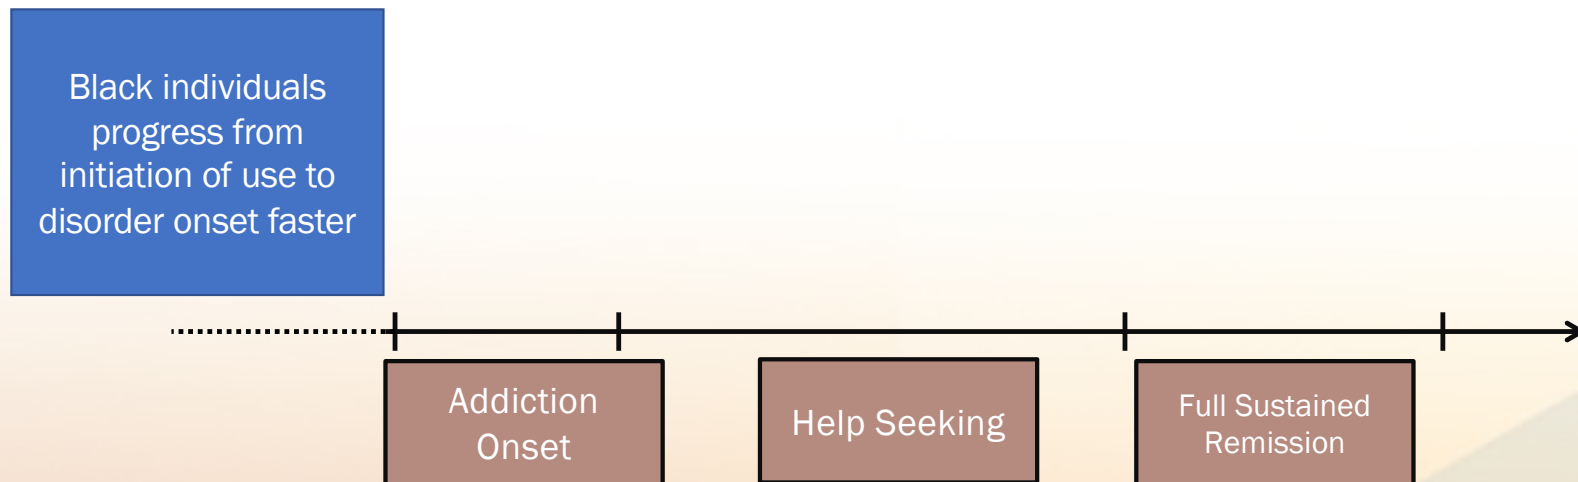 Black individuals
progress from
initiation of use to
disorder onset faster
Addiction
Onset
Help Seeking
Full Sustained
Remission